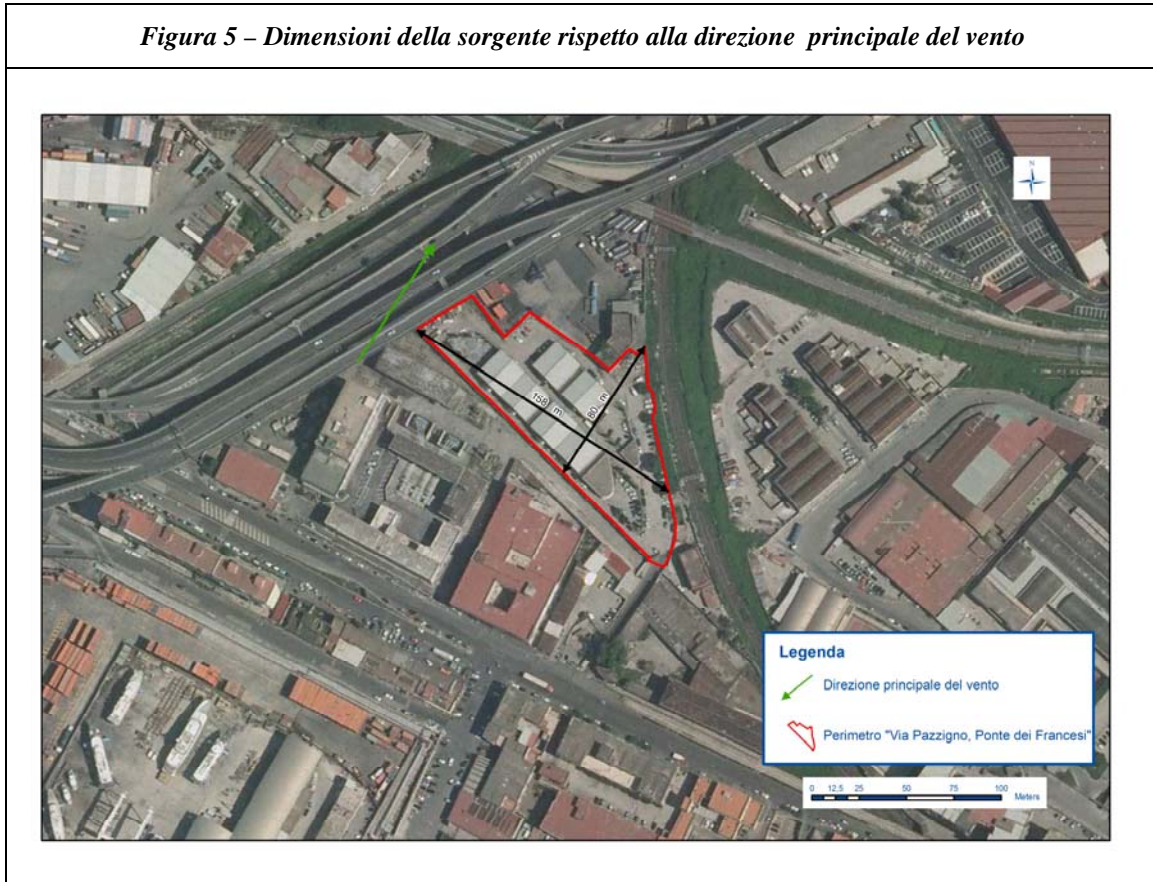 Figura 5 – Dimensioni della sorgente rispetto alla direzione principale del vento
N
158 m.
80 m.
Legenda
Direzione principale del vento
Perimetro "Via Pazzigno, Ponte dei Francesi"
0 12,5 25 50 75 100
Meters